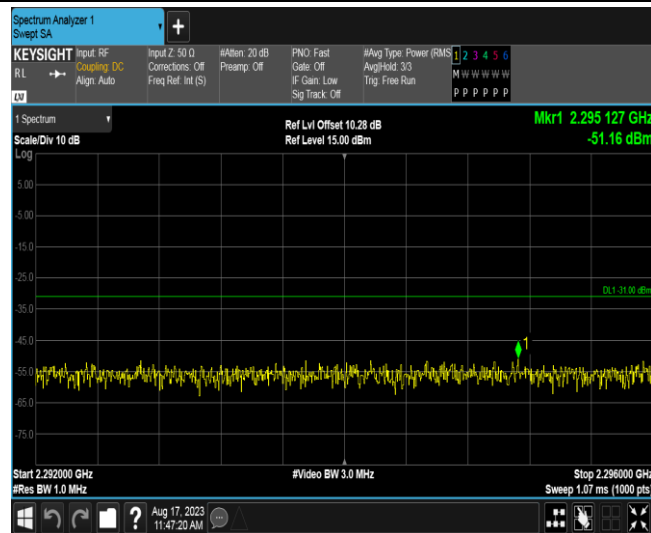 Spectrum Analyzer 1
Swept SA
+
KEYSIGHT
RL
LXI
Input: RF
Coupling: DC
Align: Auto
Input Z: 50 Ω
Corrections: Off
Freq Ref: Int (S)
#Atten: 20 dB
Preamp: Off
PNO: Fast
Gate: Off
IF Gain: Low
Sig Track: Off
#Avg Type: Power (RMS
Avg|Hold: 3/3
Trig: Free Run
1 2 3 4 5 6
M W W W W W
P P P P P P
1 Spectrum
Scale/Div 10 dB
Log
Ref Lvl Offset 10.28 dB
Ref Level 15.00 dBm
Mkr1 2.295 127 GHz
-51.16 dBm
5.00
-5.00
-15.0
-25.0
DL1 -31.00 dBm
-35.0
-45.0
1
-55.0
-65.0
-75.0
Start 2.292000 GHz
#Res BW 1.0 MHz
#Video BW 3.0 MHz
Stop 2.296000 GHz
Sweep 1.07 ms (1000 pts)
?
Aug 17, 2023
11:47:20 AM